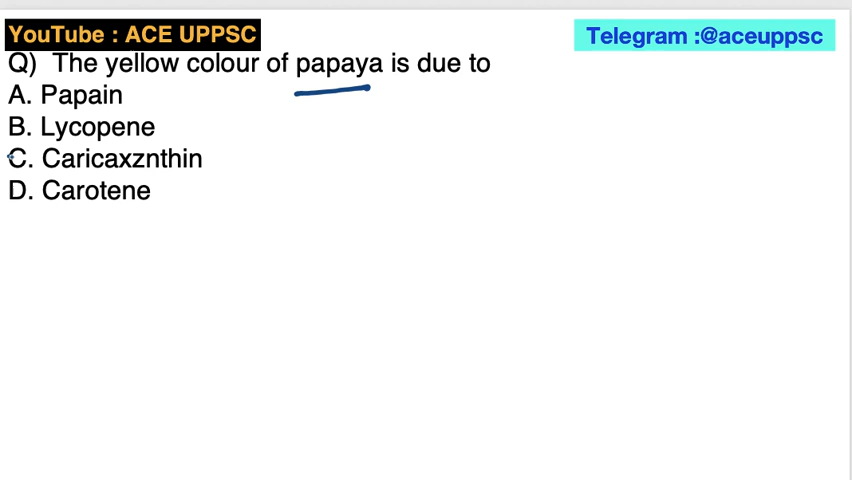 YouTube : ACE UPPSC
Telegram :@aceuppsc
Q) The yellow colour of papaya is due to
A. Papain
B. Lycopene
C. Caricaxznthin
D. Carotene